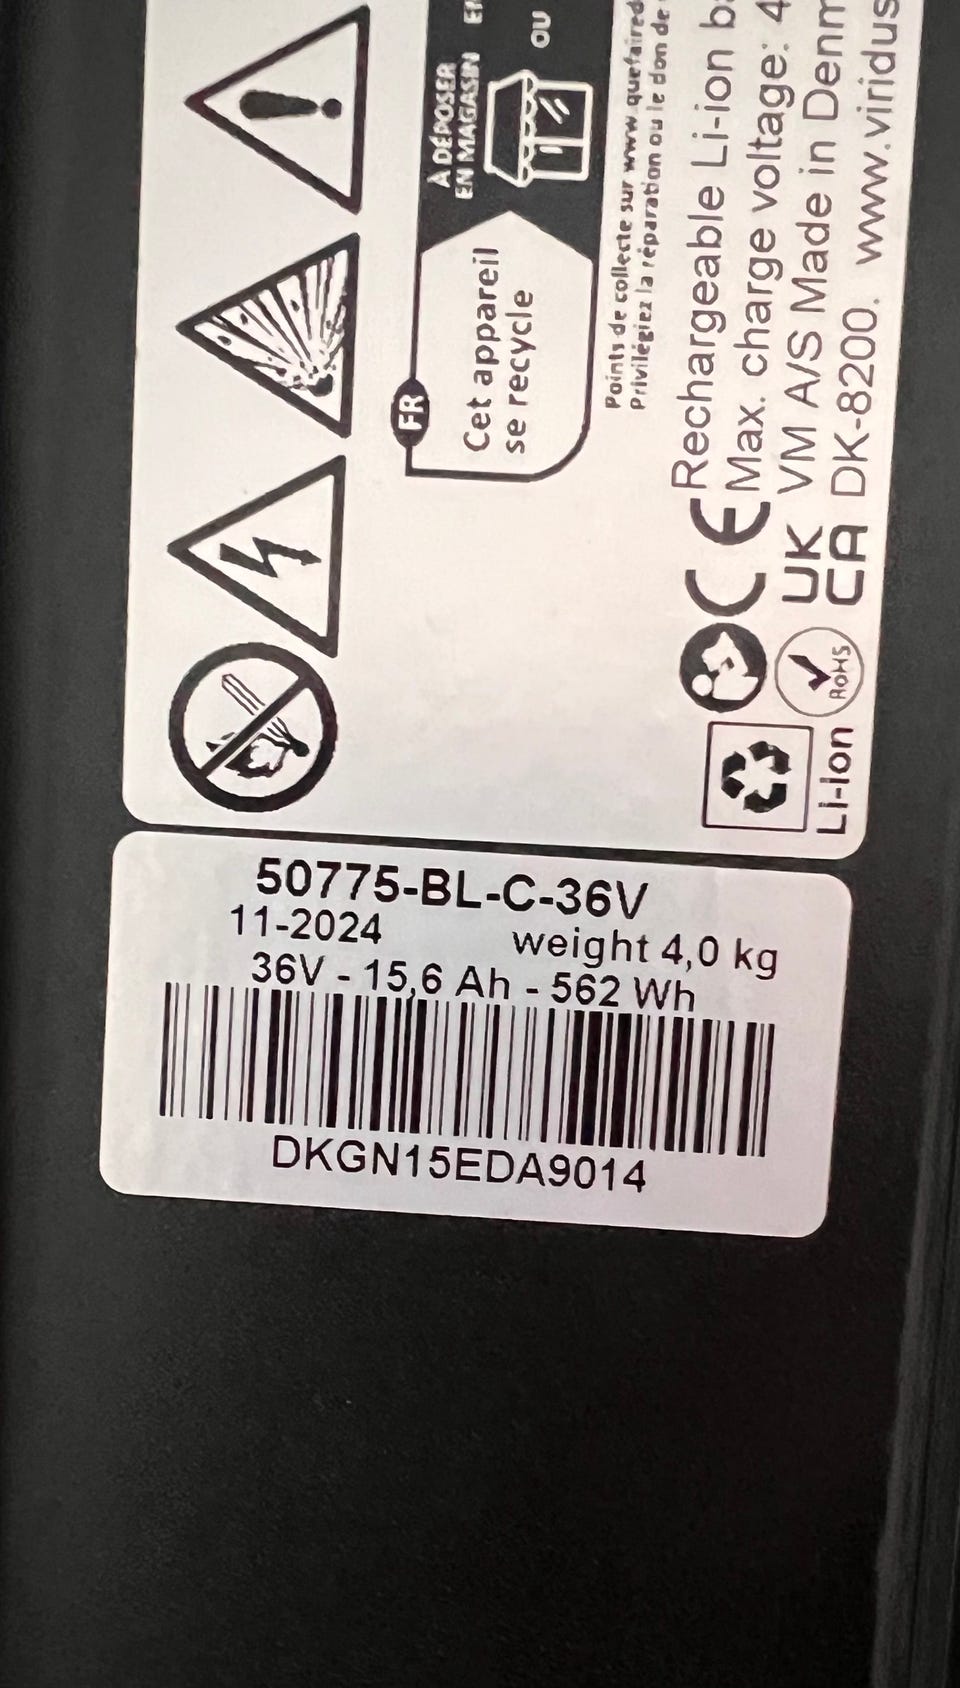 À DÉPOSER
EN MAGASIN
OU
FR
Cet appareil
se recycle
Points de collecte sur www.quefaired
Privilégiez la réparation ou le don de
CE
Rechargeable Li-ion
Max. charge voltage: 4
UK
CA
VM A/S Made in Denm
DK-8200. www.viridus
RoHS
Li-ion
50775-BL-C-36V
11-2024 weight 4,0 kg
36V - 15,6 Ah - 562 Wh
DKGN15EDA9014